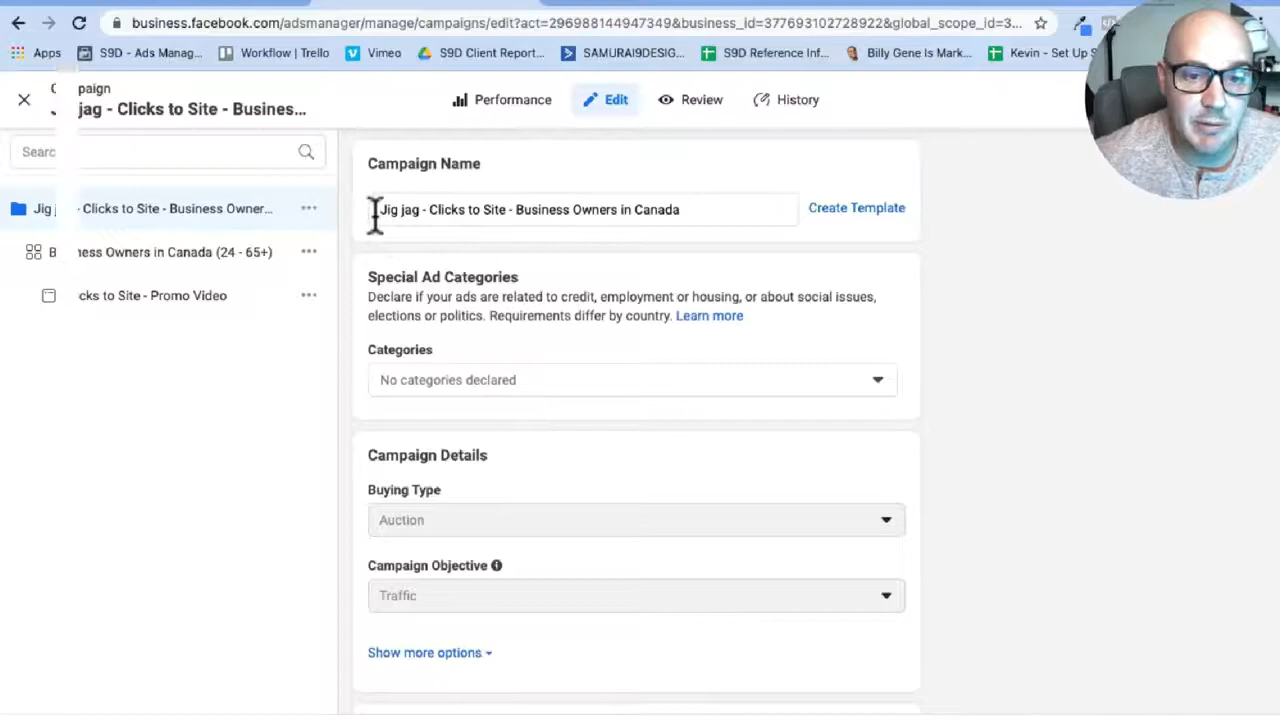 business.facebook.com/adsmanager/manage/campaigns/edit?act=296988144947349&business_id=377693102728922&global_scope_id=3...
Apps S9D - Ads Manag... Workflow | Trello Vimeo S9D Client Report... SAMURAI9DESIG... S9D Reference Inf... Billy Gene Is Mark... Kevin - Set Up S
paign
jag - Clicks to Site - Busines...
Performance Edit Review History
Searc
Jig j - Clicks to Site - Business Owner...
B ness Owners in Canada (24 - 65+)
cks to Site - Promo Video
Campaign Name
Jig jag - Clicks to Site - Business Owners in Canada
Create Template
Special Ad Categories
Declare if your ads are related to credit, employment or housing, or about social issues,
elections or politics. Requirements differ by country. Learn more
Categories
No categories declared
Campaign Details
Buying Type
Auction
Campaign Objective
Traffic
Show more options